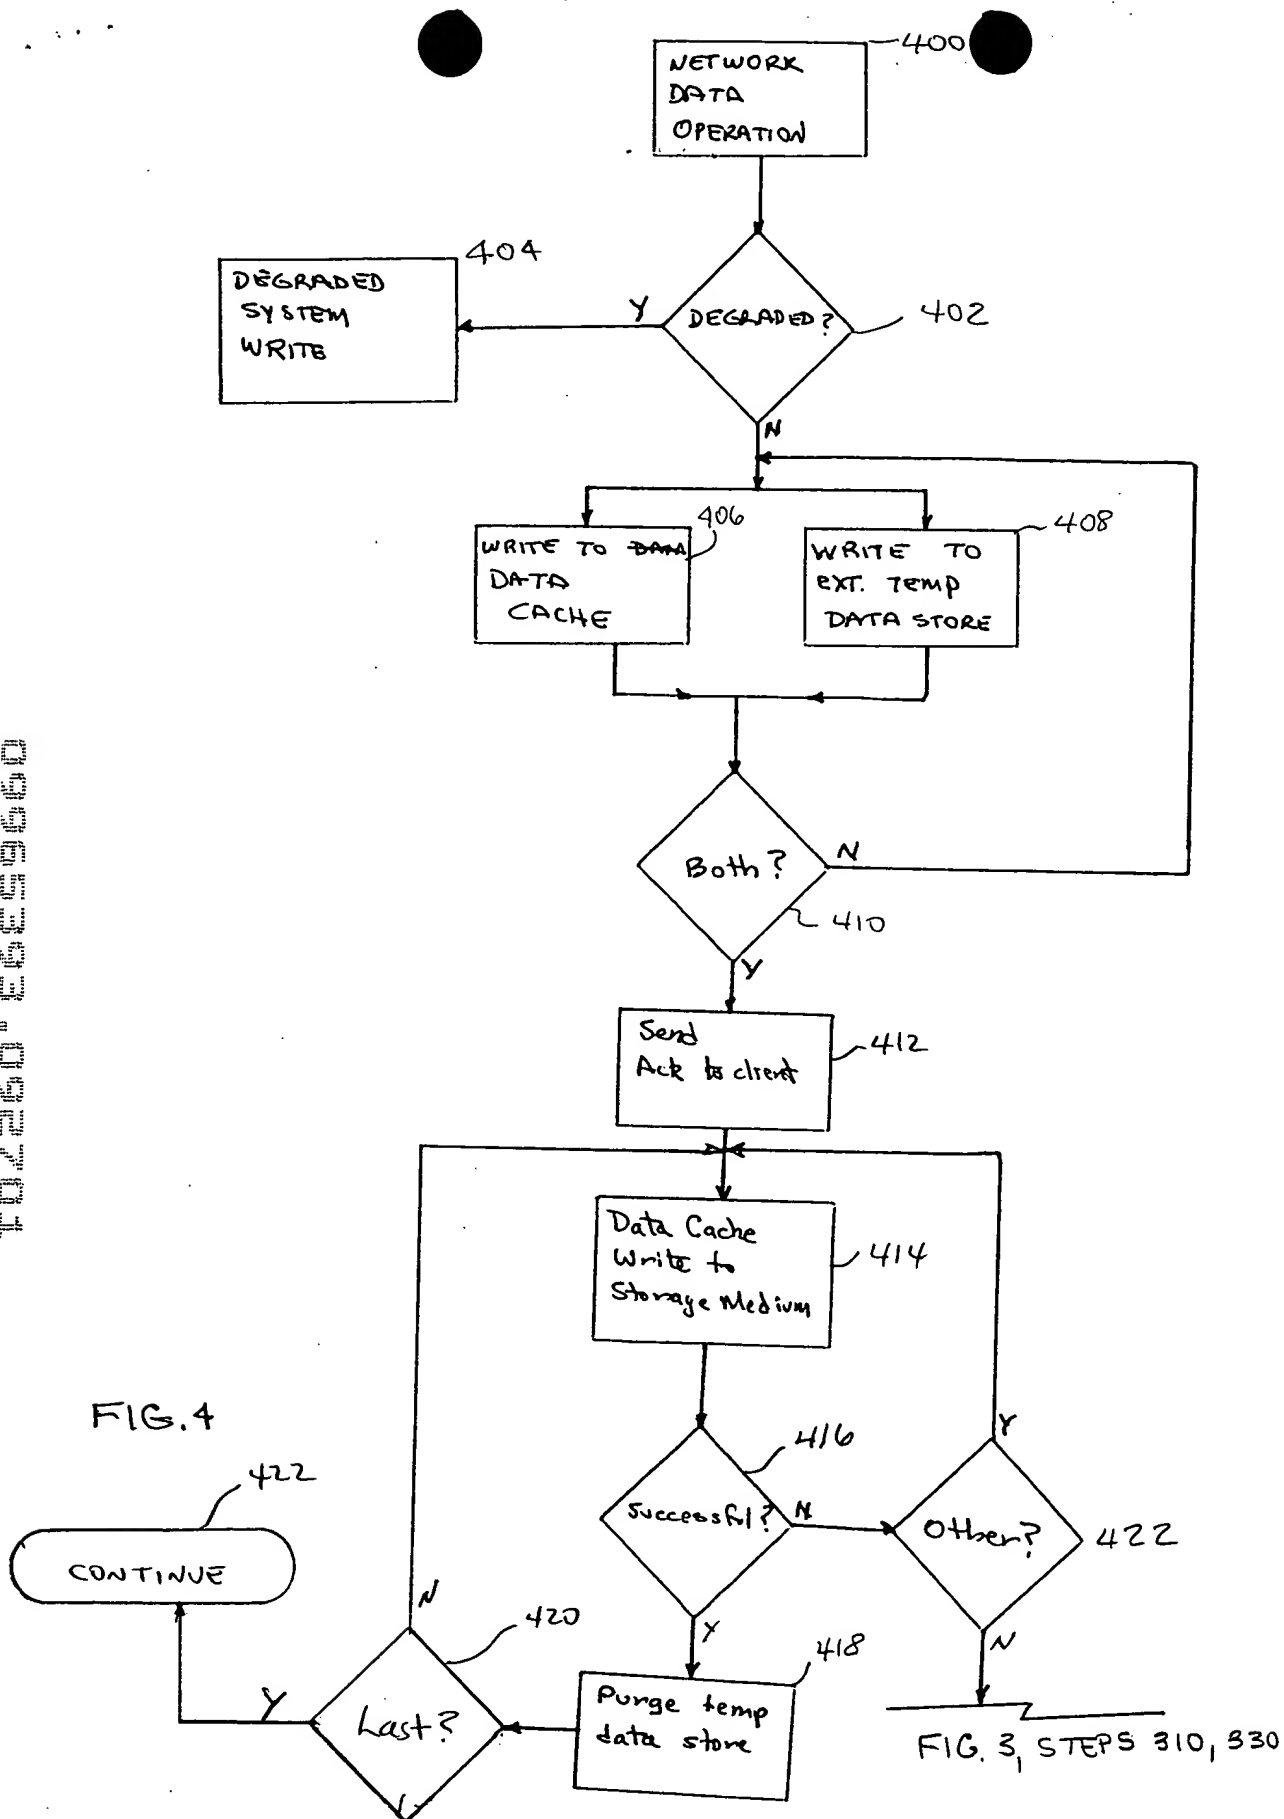 400
NETWORK
DATA
OPERATION
404
DEGRADED
SYSTEM
WRITE
Y
DEGRADED?
402
N
406
WRITE TO DATA
DATA
CACHE
408
WRITE TO
EXT. TEMP
DATA STORE
Both?
N
410
Y
Send
Ack to client
412
Data Cache
Write to
Storage Medium
414
FIG. 4
416
Successful?
N
Y
Other?
422
Y
N
422
CONTINUE
N
420
Last?
Y
418
Purge temp
data store
FIG. 3, STEPS 310, 330
09965393.092701